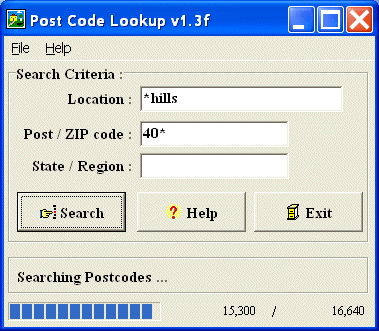 Post Code Lookup v1.3f
File Help
Search Criteria :
Location : *hills
Post / ZIP code : 40*
State / Region :
Search Help Exit
Searching Postcodes ...
15,300 / 16,640